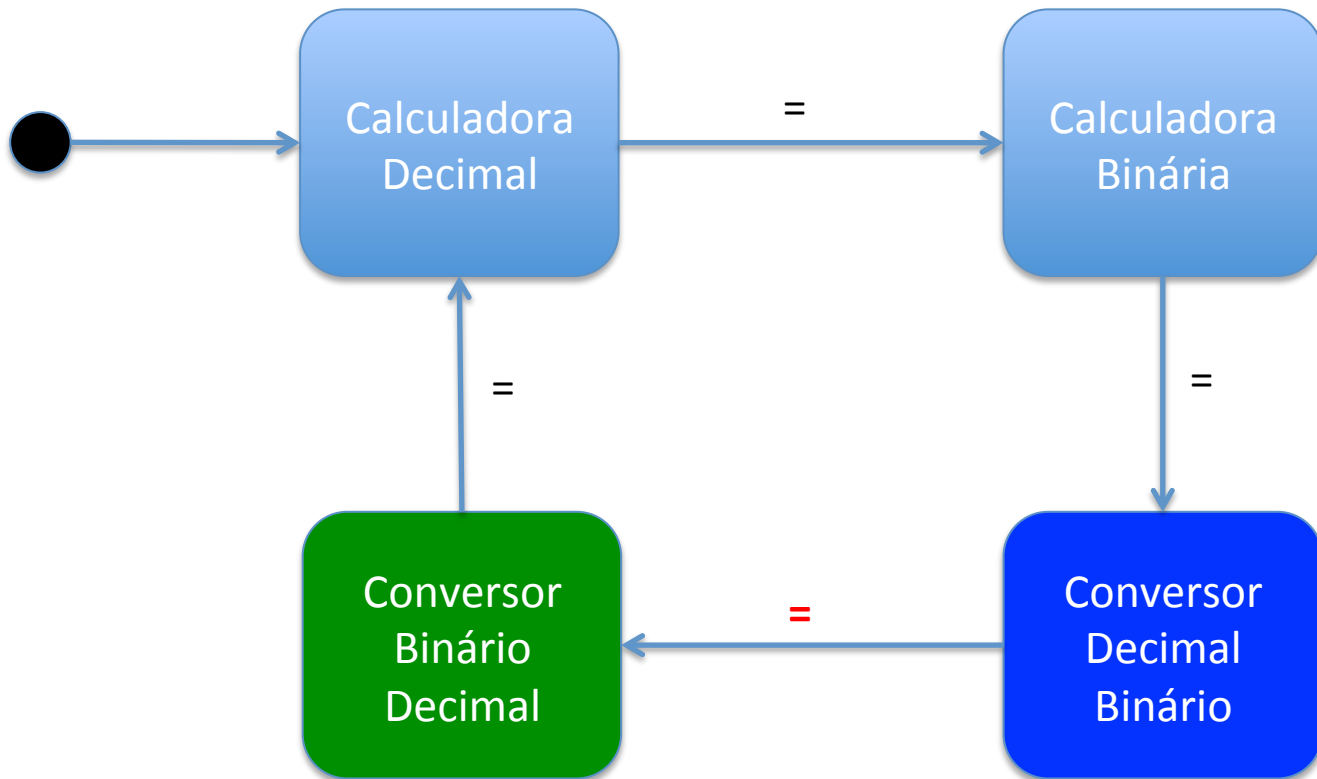 Calculadora
Decimal
=
Calculadora
Binária
=
=
Conversor
Binário
Decimal
=
Conversor
Decimal
Binário